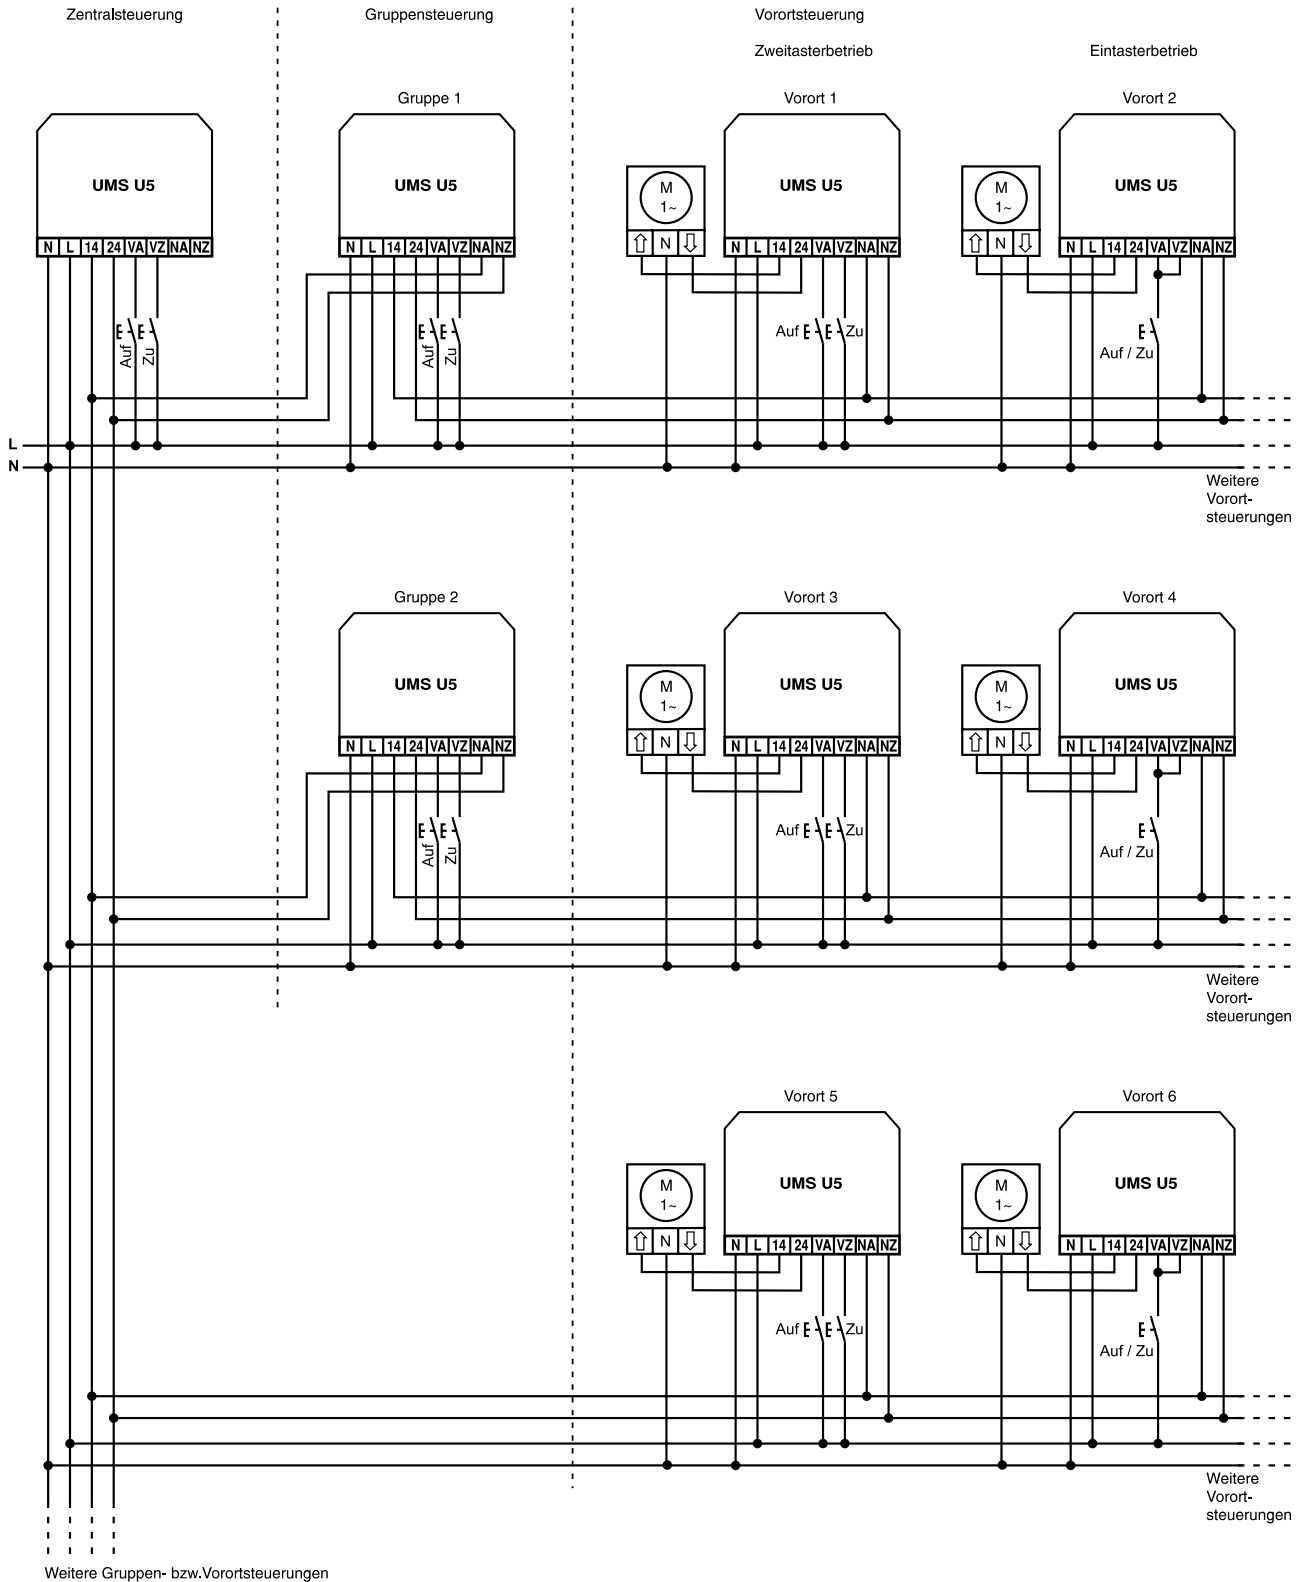 Zentralsteuerung Gruppensteuerung Vorortsteuerung
Zweitasterbetrieb Eintasterbetrieb
Gruppe 1 Vorort 1 Vorort 2
UMS U5 UMS U5 M 1~ UMS U5 M 1~ UMS U5
N L 14 24 VA VZ NA NZ N L 14 24 VA VZ NA NZ N N L 14 24 VA VZ NA NZ N N L 14 24 VA VZ NA NZ
Auf Zu Auf Zu Auf Zu Auf / Zu
L
N
Weitere
Vorort-
steuerungen
Gruppe 2 Vorort 3 Vorort 4
UMS U5 M 1~ UMS U5 M 1~ UMS U5
N L 14 24 VA VZ NA NZ N N L 14 24 VA VZ NA NZ N N L 14 24 VA VZ NA NZ
Auf Zu Auf Zu Auf / Zu
Weitere
Vorort-
steuerungen
Vorort 5 Vorort 6
M 1~ UMS U5 M 1~ UMS U5
N N L 14 24 VA VZ NA NZ N N L 14 24 VA VZ NA NZ
Auf Zu Auf / Zu
Weitere
Vorort-
steuerungen
Weitere Gruppen- bzw.Vorortsteuerungen